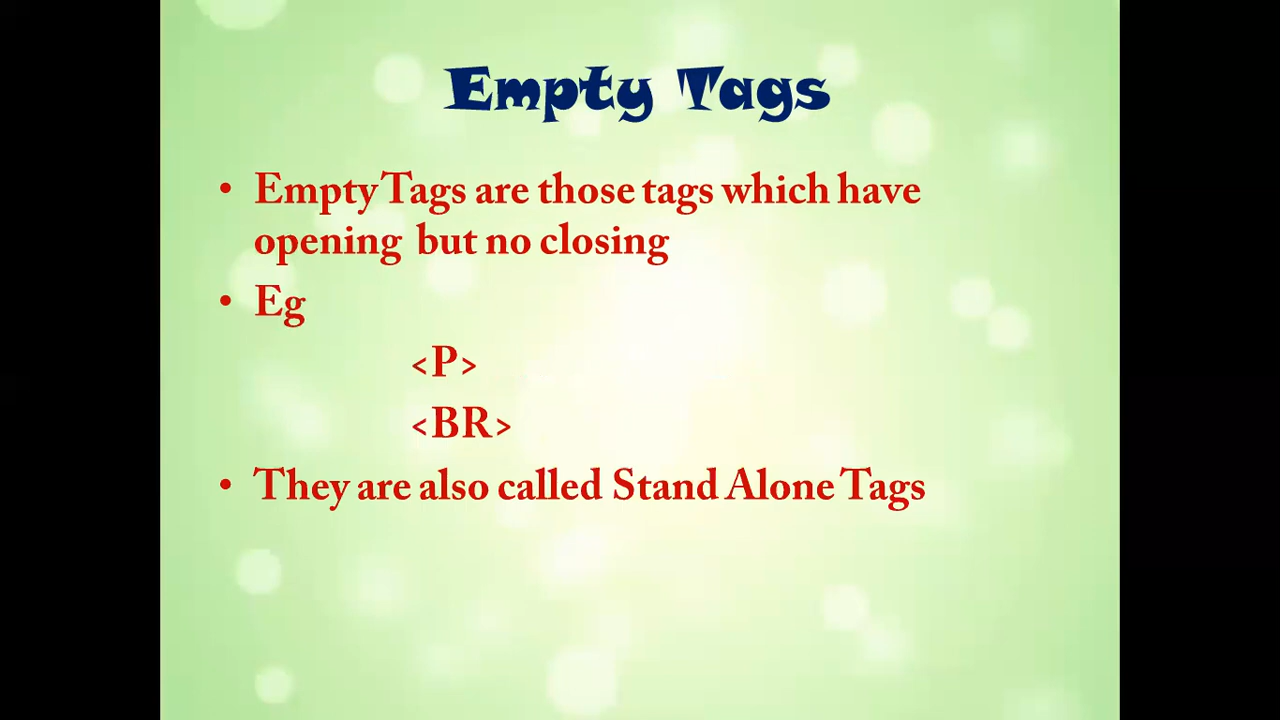 Empty Tags
• Empty Tags are those tags which have
opening but no closing
• Eg
<P>
<BR>
• They are also called Stand Alone Tags